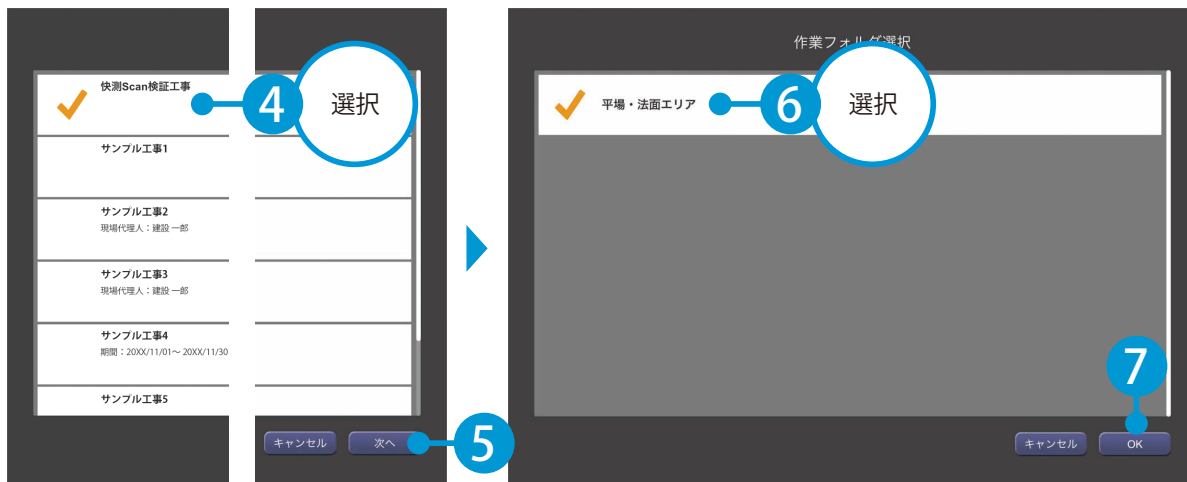 快測Scan検証工事
4
選択
サンプル工事1
サンプル工事2
現場代理人：建設 一郎
サンプル工事3
現場代理人：建設 一郎
サンプル工事4
期間：20XX/11/01～20XX/11/30
サンプル工事5
キャンセル
次へ
5
作業フォルダ選択
平場・法面エリア
6
選択
7
キャンセル
OK